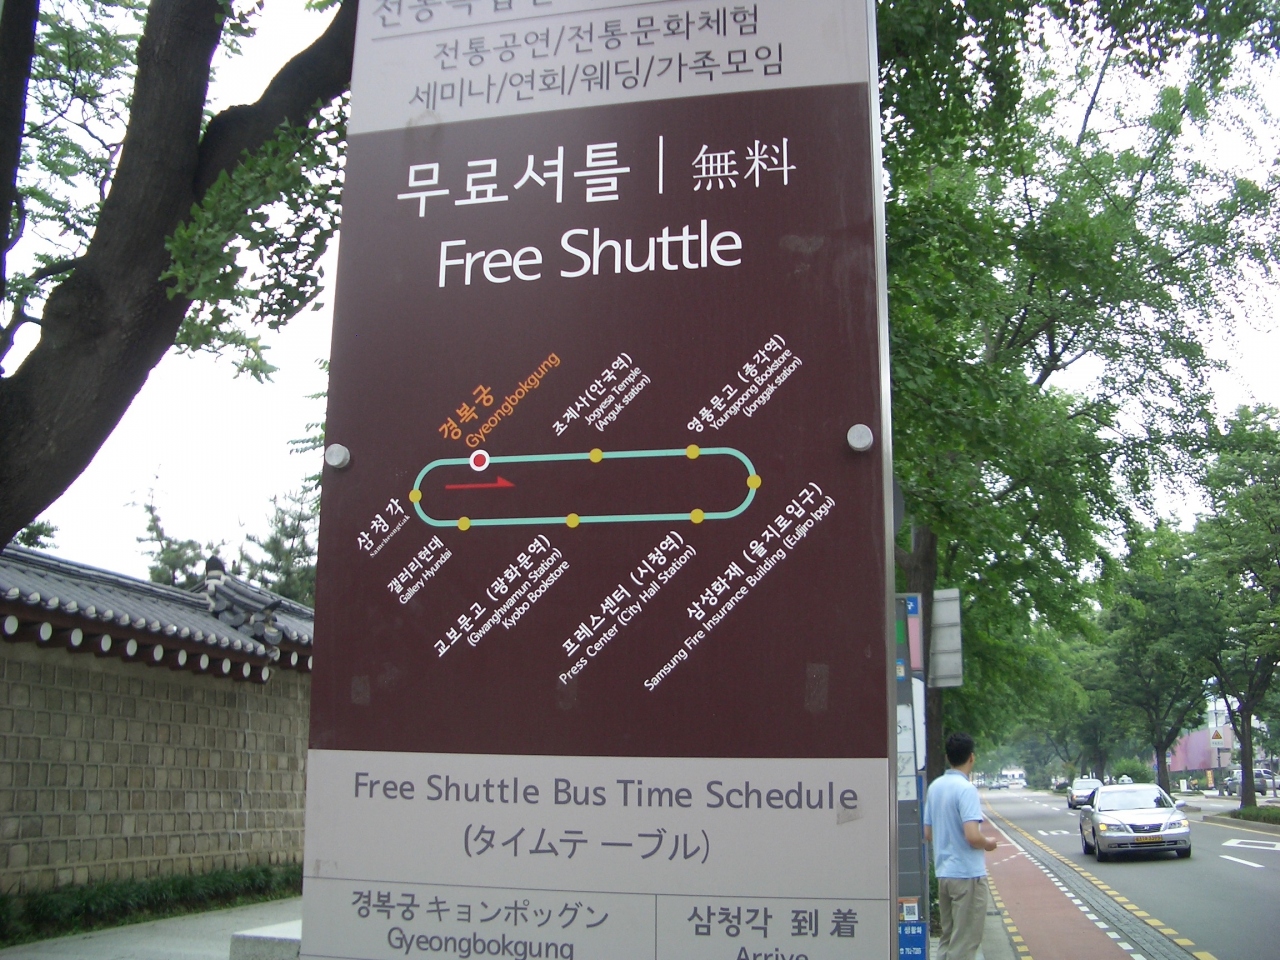 전통공연/전통문화체험
세미나/연회/웨딩/가족모임
무료셔틀 | 無料
Free Shuttle
경복궁
Gyeongbokgung
조계사(안국역)
Jogyesa Temple
(Anguk station)
영풍문고 (종각역)
Youngpoong Bookstore
(Jonggak station)
삼청각
Samcheonggak
갤러리현대
Gallery Hyundai
교보문고 (광화문역)
(Gwanghwamun Station)
Kyobo Bookstore
프레스센터 (시청역)
Press Center (City Hall Station)
삼성화재 (을지로입구)
Samsung Fire Insurance Building (Euljiro Ipgu)
Free Shuttle Bus Time Schedule
(タイムテーブル)
경복궁 キョンボッグン
Gyeongbokgung
삼청각 到着
Arrive